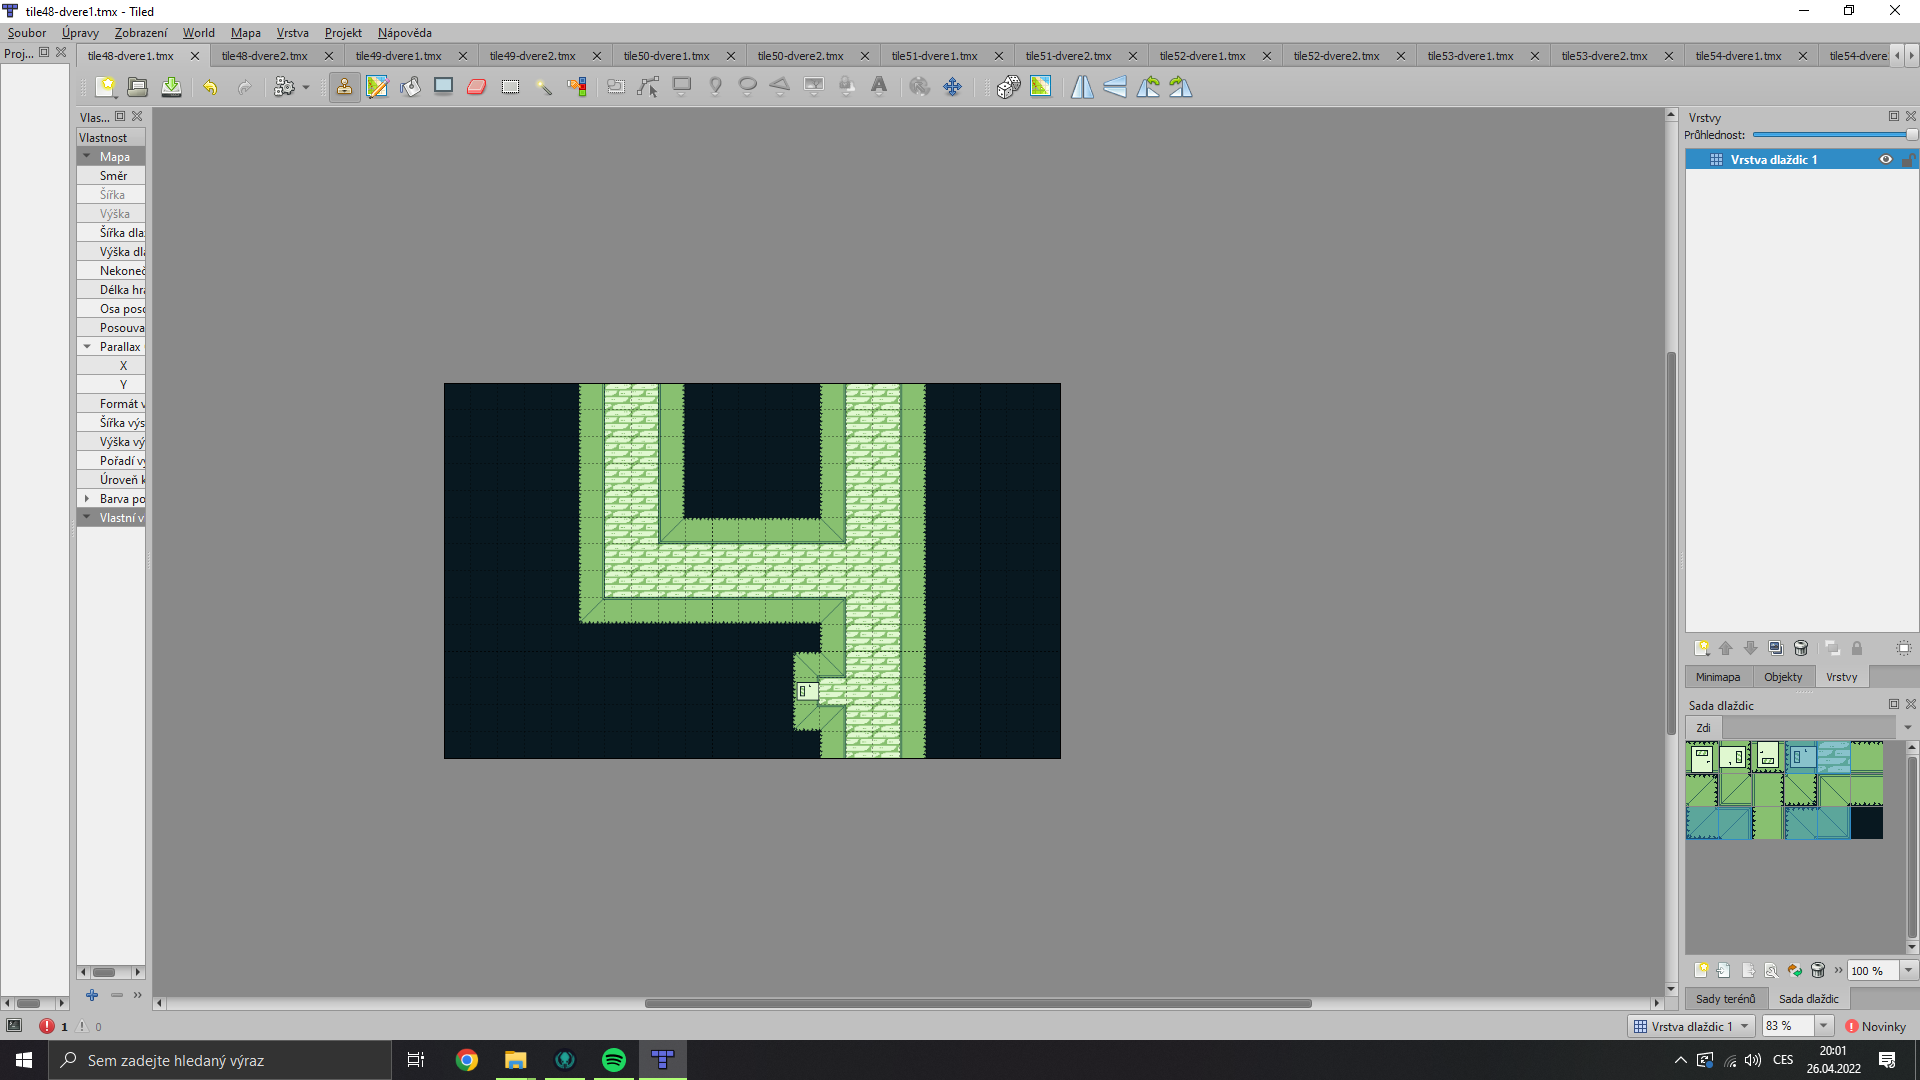 tile48-dvere1.tmx - Tiled
Soubor Úpravy Zobrazení World Mapa Vrstva Projekt Nápověda
Proj... tile48-dvere1.tmx tile48-dvere2.tmx tile49-dvere1.tmx tile49-dvere2.tmx tile50-dvere1.tmx tile50-dvere2.tmx tile51-dvere1.tmx tile51-dvere2.tmx tile52-dvere1.tmx tile52-dvere2.tmx tile53-dvere1.tmx tile53-dvere2.tmx tile54-dvere1.tmx tile54-dvere
Vlas...
Vlastnost
Mapa
Směr
Šířka
Výška
Šířka dla
Výška dl
Nekoneč
Délka hra
Osa poso
Posouva
Parallax
X
Y
Formát v
Šířka výs
Výška vý
Pořadí vy
Úroveň k
Barva po
Vlastní v
Vrstvy
Průhlednost:
Vrstva dlaždic 1
Minimapa Objekty Vrstvy
Sada dlaždic
Zdi
100 %
Sady terénů Sada dlaždic
1 0
Vrstva dlaždic 1 83 % Novinky
Sem zadejte hledaný výraz
CES
20:01
26.04.2022